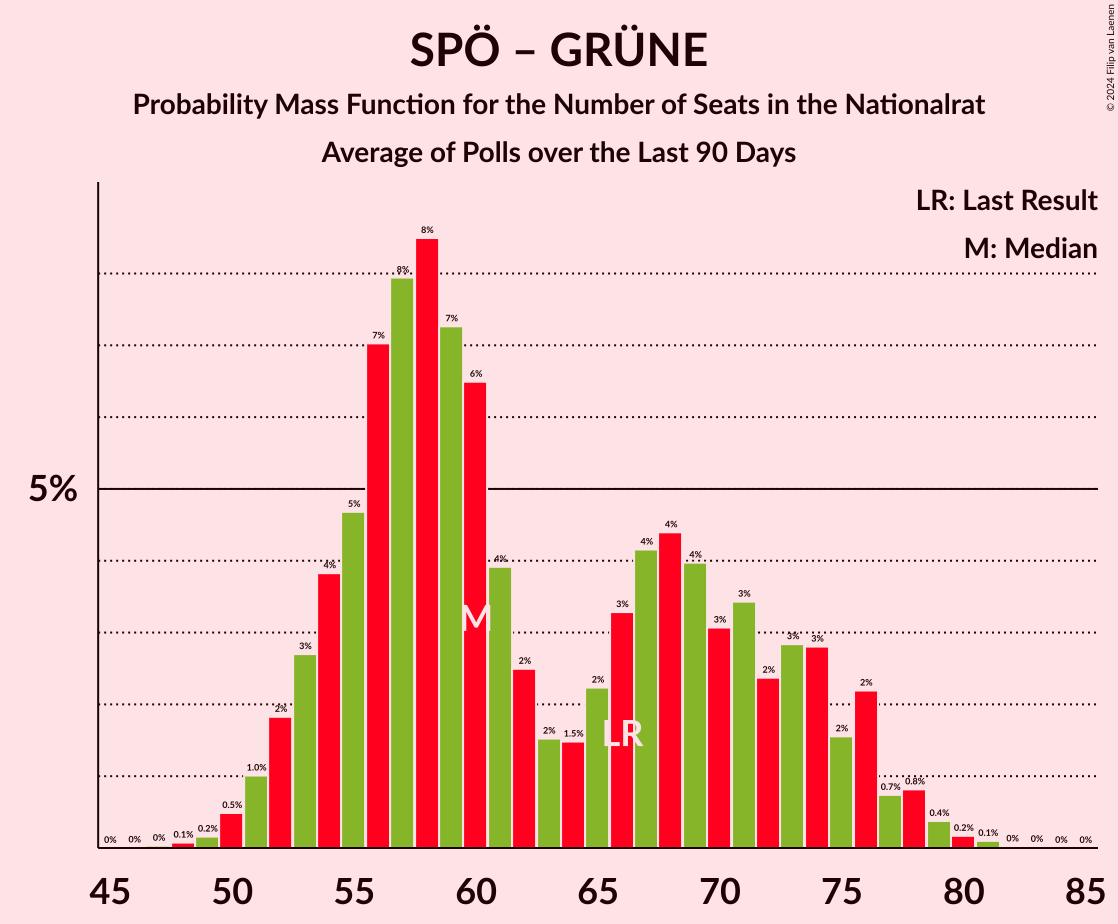 SPÖ – GRÜNE
Probability Mass Function for the Number of Seats in the Nationalrat
Average of Polls over the Last 90 Days
© 2024 Filip van Laenen
LR: Last Result
M: Median
5%
0% 0% 0% 0.1% 0.2% 0.5% 1.0% 2% 3% 4% 5% 7% 8% 8% 7% 6% 4% 2% 2% 1.5% 2% 3% 4% 4% 4% 3% 3% 2% 3% 3% 2% 2% 0.7% 0.8% 0.4% 0.2% 0.1% 0% 0% 0% 0%
M
LR
45 50 55 60 65 70 75 80 85